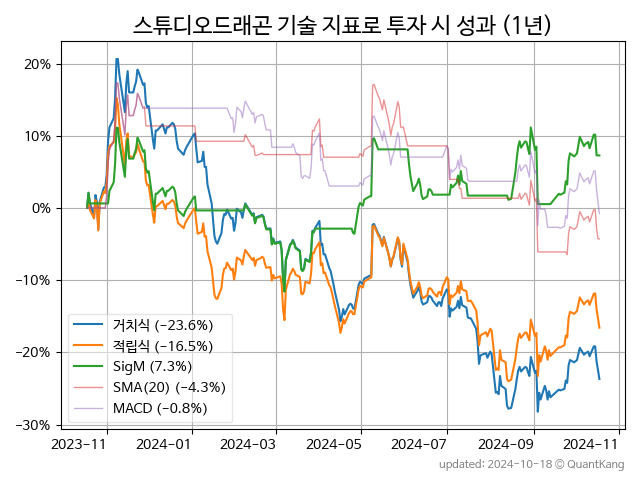 스튜디오드래곤 기술 지표로 투자 시 성과 (1년)
20%
10%
0%
−10%
−20%
−30%
거치식 (−23.6%)
적립식 (−16.5%)
SigM (7.3%)
SMA(20) (−4.3%)
MACD (−0.8%)
2023-11 2024-01 2024-03 2024-05 2024-07 2024-09 2024-11
updated: 2024-10-18 © QuantKang